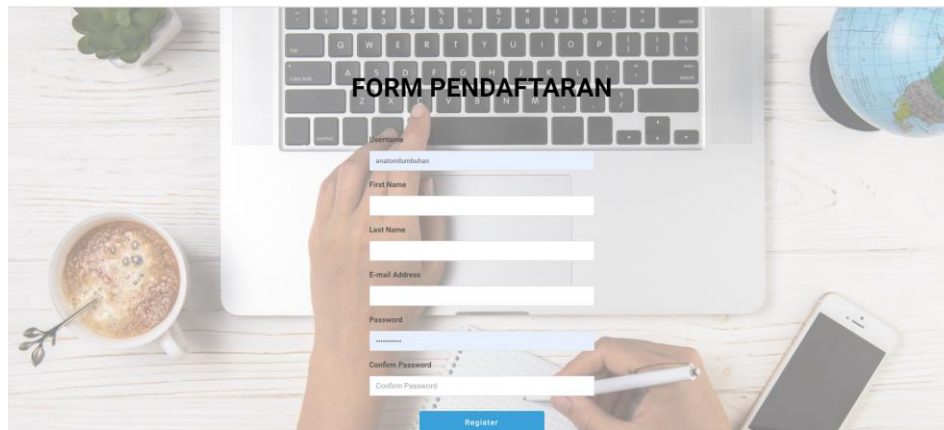 FORM PENDAFTARAN
Username
anatomitumbuhan
First Name
Last Name
E-mail Address
Password
Confirm Password
Confirm Password
Register